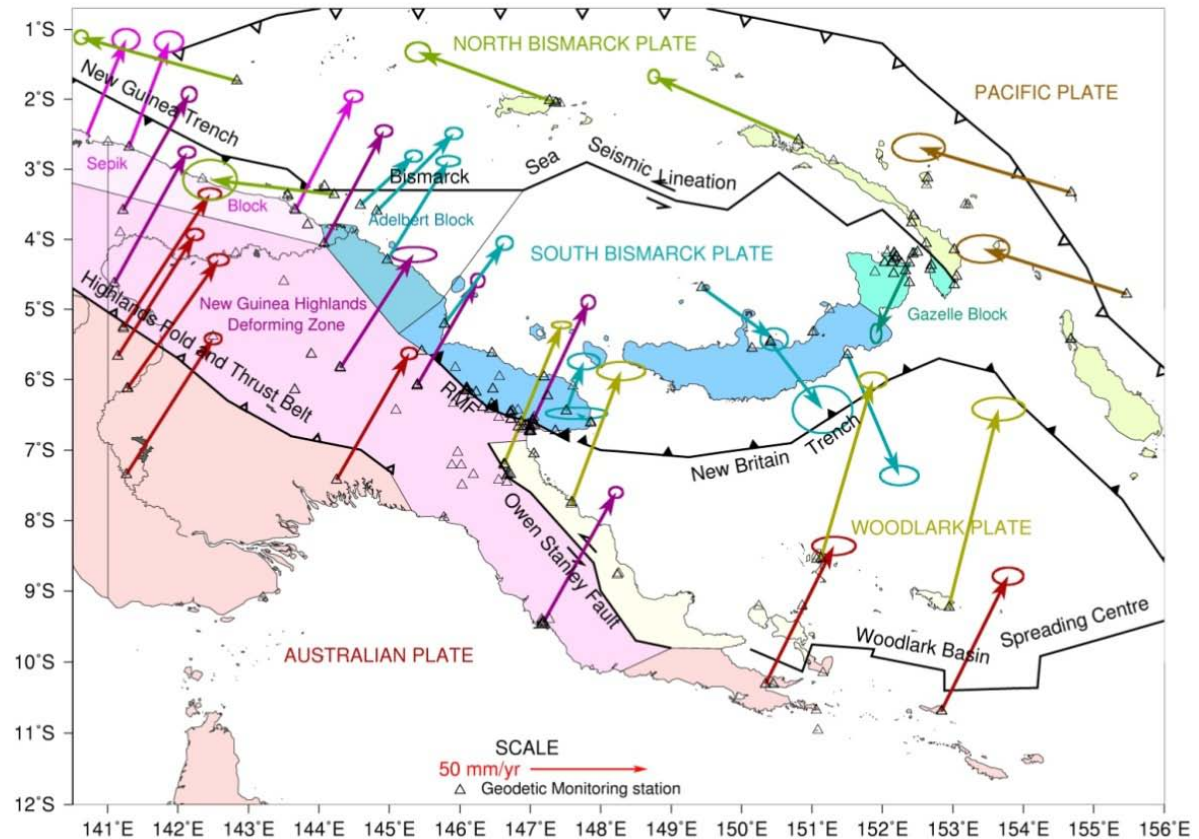 1°S
2°S
3°S
4°S
5°S
6°S
7°S
8°S
9°S
10°S
11°S
12°S
NORTH BISMARCK PLATE
PACIFIC PLATE
New Guinea Trench
Sepik
Block
Bismarck
Sea
Seismic Lineation
Adelbert Block
SOUTH BISMARCK PLATE
Gazelle Block
New Guinea Highlands
Deforming Zone
Highlands Fold and Thrust Belt
RMF
New Britain
Trench
Owen Stanley Fault
WOODLARK PLATE
AUSTRALIAN PLATE
Woodlark Basin
Spreading Centre
SCALE
50 mm/yr
Geodetic Monitoring station
141°E
142°E
143°E
144°E
145°E
146°E
147°E
148°E
149°E
150°E
151°E
152°E
153°E
154°E
155°E
156°E